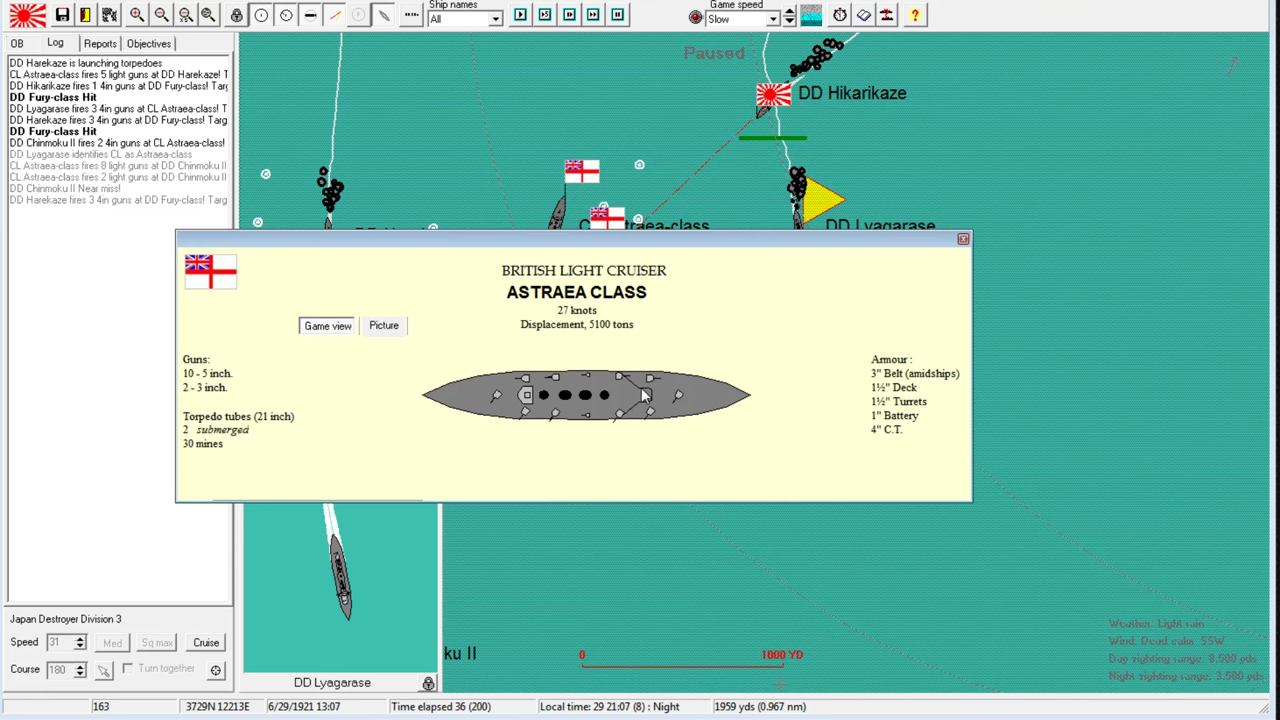 Ship names
All
Game speed
Slow
OB
Log
Reports
Objectives
DD Harekaze is launching torpedoes
CL Astraea-class fires 5 light guns at DD Harekaze! T
DD Hikarikaze fires 1 4in guns at DD Fury-class! Targ
DD Fury-class Hit
DD Lyagarase fires 3 4in guns at CL Astraea-class! T
DD Harekaze fires 3 4in guns at DD Fury-class! Targ
DD Fury-class Hit
DD Chinmoku II fires 2 4in guns at CL Astraea-class!
DD Lyagarase identifies CL as Astraea-class
CL Astraea-class fires 8 light guns at DD Chinmoku II
CL Astraea-class fires 2 light guns at DD Chinmoku II
DD Chinmoku II Near miss!
DD Harekaze fires 3 4in guns at DD Fury-class! Targ
Paused
DD Hikarikaze
DD Lyagarase
BRITISH LIGHT CRUISER
ASTRAEA CLASS
27 knots
Displacement, 5100 tons
Game view
Picture
Guns:
10 - 5 inch.
2 - 3 inch.
Torpedo tubes (21 inch)
2 submerged
30 mines
Armour :
3" Belt (amidships)
1½" Deck
1½" Turrets
1" Battery
4" C.T.
Japan Destroyer Division 3
Speed 31 Med Sq max Cruise
Course 180 Turn together
ku II
DD Lyagarase
0 1000 YD
Weather: Light rain
Wind: Dead calm SSW
Day sighting range: 8,500 yds
Night sighting range: 3,500 yds
163
3729N 12213E
6/29/1921 13:07
Time elapsed 36 (200)
Local time: 29 21:07 (8) : Night
1959 yds (0.967 nm)